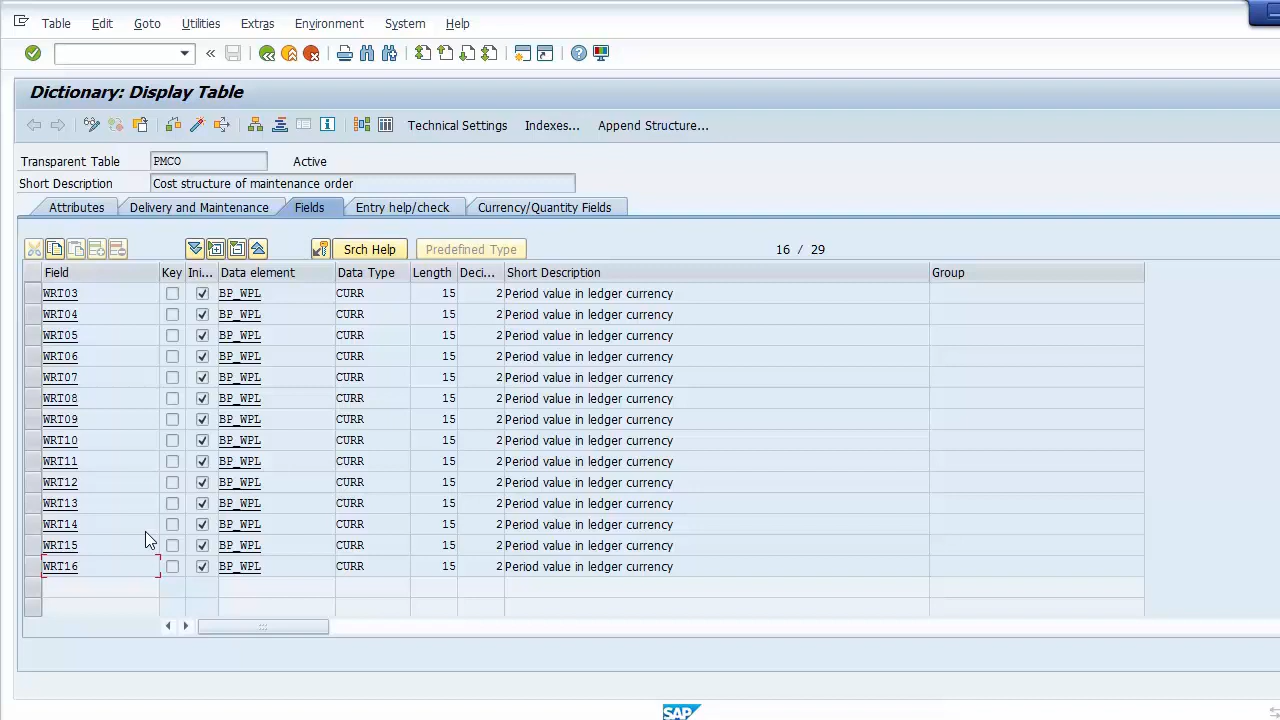 Table Edit Goto Utilities Extras Environment System Help
Dictionary: Display Table
Technical Settings Indexes... Append Structure...
Transparent Table PMCO Active
Short Description Cost structure of maintenance order
Attributes Delivery and Maintenance Fields Entry help/check Currency/Quantity Fields
Srch Help Predefined Type 16 / 29
Field Key Ini... Data element Data Type Length Deci... Short Description Group
WRT03 BP_WPL CURR 15 2 Period value in ledger currency
WRT04 BP_WPL CURR 15 2 Period value in ledger currency
WRT05 BP_WPL CURR 15 2 Period value in ledger currency
WRT06 BP_WPL CURR 15 2 Period value in ledger currency
WRT07 BP_WPL CURR 15 2 Period value in ledger currency
WRT08 BP_WPL CURR 15 2 Period value in ledger currency
WRT09 BP_WPL CURR 15 2 Period value in ledger currency
WRT10 BP_WPL CURR 15 2 Period value in ledger currency
WRT11 BP_WPL CURR 15 2 Period value in ledger currency
WRT12 BP_WPL CURR 15 2 Period value in ledger currency
WRT13 BP_WPL CURR 15 2 Period value in ledger currency
WRT14 BP_WPL CURR 15 2 Period value in ledger currency
WRT15 BP_WPL CURR 15 2 Period value in ledger currency
WRT16 BP_WPL CURR 15 2 Period value in ledger currency
SAP